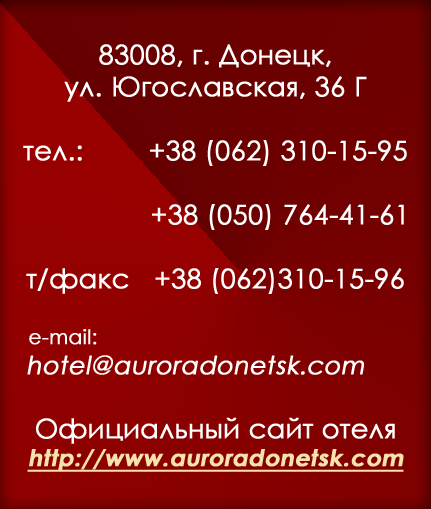 83008, г. Донецк,
ул. Югославская, 36 Г
тел.: +38 (062) 310-15-95
+38 (050) 764-41-61
т/факс +38 (062)310-15-96
e-mail:
hotel@auroradonetsk.com
Официальный сайт отеля
http://www.auroradonetsk.com